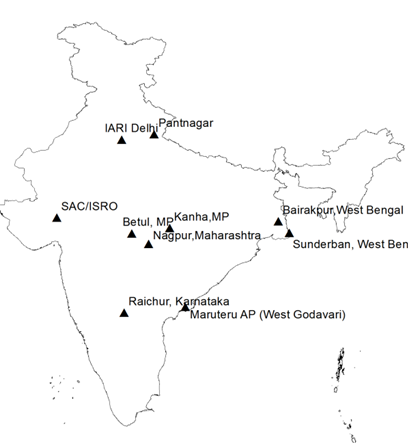 Pantnagar
IARI Delhi
SAC/ISRO
Kanha,MP
Bairakpur,West Bengal
Betul, MP
Nagpur,Maharashtra
Sunderban, West Ben
Raichur, Karnataka
Maruteru AP (West Godavari)